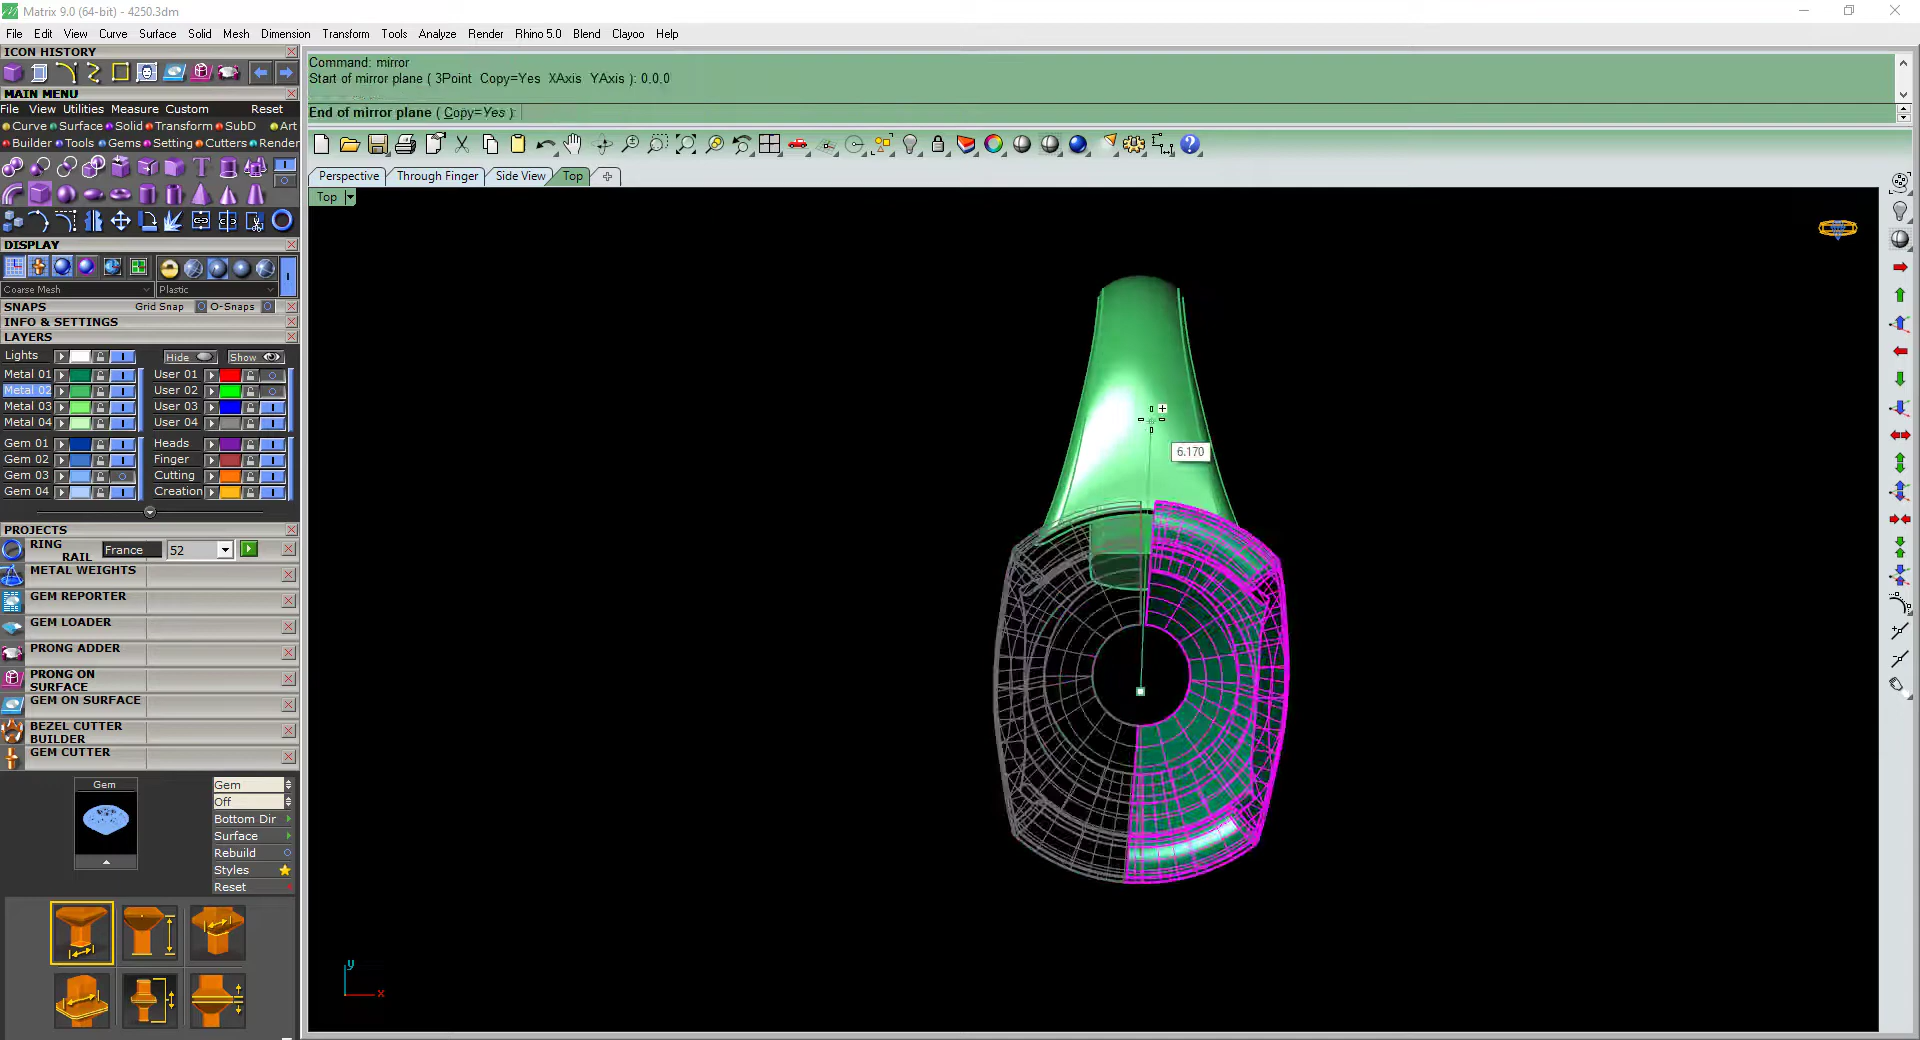 Matrix 9.0 (64-bit) - 4250.3dm
File Edit View Curve Surface Solid Mesh Dimension Transform Tools Analyze Render Rhino 5.0 Blend Clayoo Help
ICON HISTORY
Command: mirror
Start of mirror plane ( 3Point Copy=Yes XAxis YAxis ): 0,0,0
End of mirror plane ( Copy=Yes ):
MAIN MENU
File View Utilities Measure Custom Reset
Curve Surface Solid Transform SubD Art
Builder Tools Gems Setting Cutters Render
Perspective Through Finger Side View Top
Top
DISPLAY
Coarse Mesh Plastic
SNAPS Grid Snap O-Snaps
INFO & SETTINGS
LAYERS
Lights Hide Show
Metal 01 User 01
Metal 02 User 02
Metal 03 User 03
Metal 04 User 04
Gem 01 Heads
Gem 02 Finger
Gem 03 Cutting
Gem 04 Creation
6.170
PROJECTS
RING RAIL France 52
METAL WEIGHTS
GEM REPORTER
GEM LOADER
PRONG ADDER
PRONG ON SURFACE
GEM ON SURFACE
BEZEL CUTTER BUILDER
GEM CUTTER
Gem Gem
Off
Bottom Dir
Surface
Rebuild
Styles
Reset
y
x